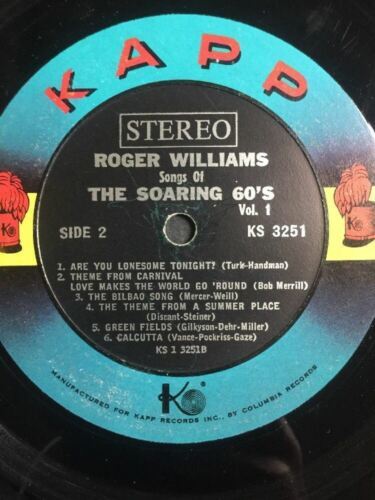 KAPP
STEREO
ROGER WILLIAMS
Songs Of
THE SOARING 60'S
Vol. 1
SIDE 2
KS 3251
1. ARE YOU LONESOME TONIGHT? (Turk-Handman)
2. THEME FROM CARNIVAL
LOVE MAKES THE WORLD GO 'ROUND (Bob Merrill)
3. THE BILBAO SONG (Mercer-Weill)
4. THE THEME FROM A SUMMER PLACE
(Discant-Steiner)
5. GREEN FIELDS (Gilkyson-Dehr-Miller)
6. CALCUTTA (Vance-Pockriss-Gaze)
KS 1 3251B
K
MANUFACTURED FOR KAPP RECORDS INC., BY COLUMBIA RECORDS